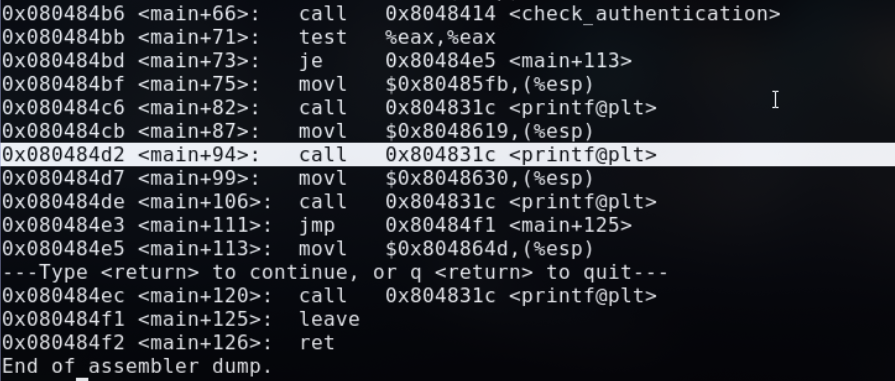 0x080484b6 <main+66>: call 0x8048414 <check_authentication>
0x080484bb <main+71>: test %eax,%eax
0x080484bd <main+73>: je 0x80484e5 <main+113>
0x080484bf <main+75>: movl $0x80485fb,(%esp)
0x080484c6 <main+82>: call 0x804831c <printf@plt>
0x080484cb <main+87>: movl $0x8048619,(%esp)
0x080484d2 <main+94>: call 0x804831c <printf@plt>
0x080484d7 <main+99>: movl $0x8048630,(%esp)
0x080484de <main+106>: call 0x804831c <printf@plt>
0x080484e3 <main+111>: jmp 0x80484f1 <main+125>
0x080484e5 <main+113>: movl $0x804864d,(%esp)
---Type <return> to continue, or q <return> to quit---
0x080484ec <main+120>: call 0x804831c <printf@plt>
0x080484f1 <main+125>: leave
0x080484f2 <main+126>: ret
End of assembler dump.